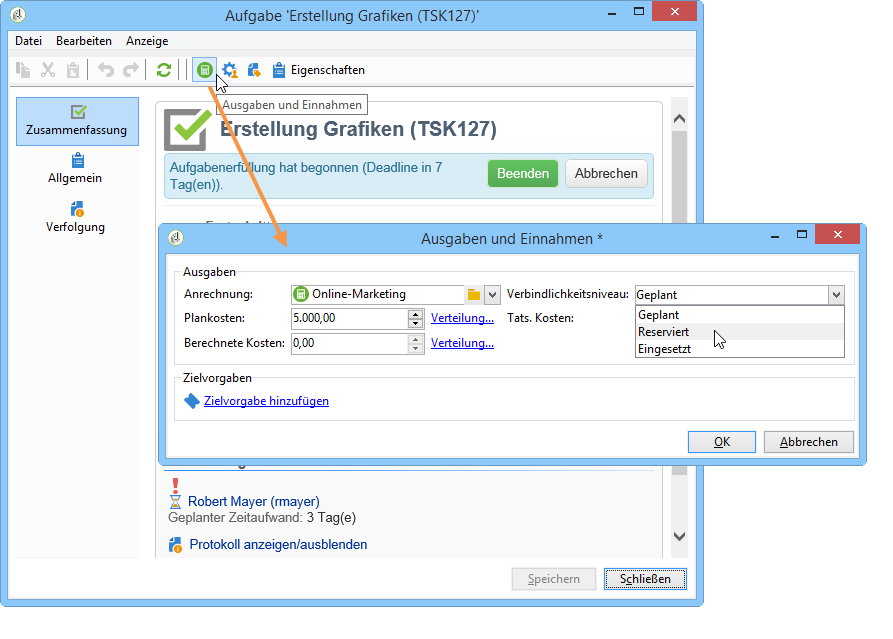 Aufgabe 'Erstellung Grafiken (TSK127)'
Datei Bearbeiten Anzeige
Eigenschaften
Ausgaben und Einnahmen
Zusammenfassung
Allgemein
Verfolgung
Erstellung Grafiken (TSK127)
Aufgabenerfüllung hat begonnen (Deadline in 7
Tag(en)).
Beenden Abbrechen
Ausgaben und Einnahmen *
Ausgaben
Anrechnung: Online-Marketing Verbindlichkeitsniveau: Geplant
Plankosten: 5.000,00 Verteilung... Tats. Kosten:
Berechnete Kosten: 0,00 Verteilung...
Geplant
Reserviert
Eingesetzt
Zielvorgaben
Zielvorgabe hinzufügen
OK Abbrechen
Robert Mayer (rmayer)
Geplanter Zeitaufwand: 3 Tag(e)
Protokoll anzeigen/ausblenden
Speichern Schließen